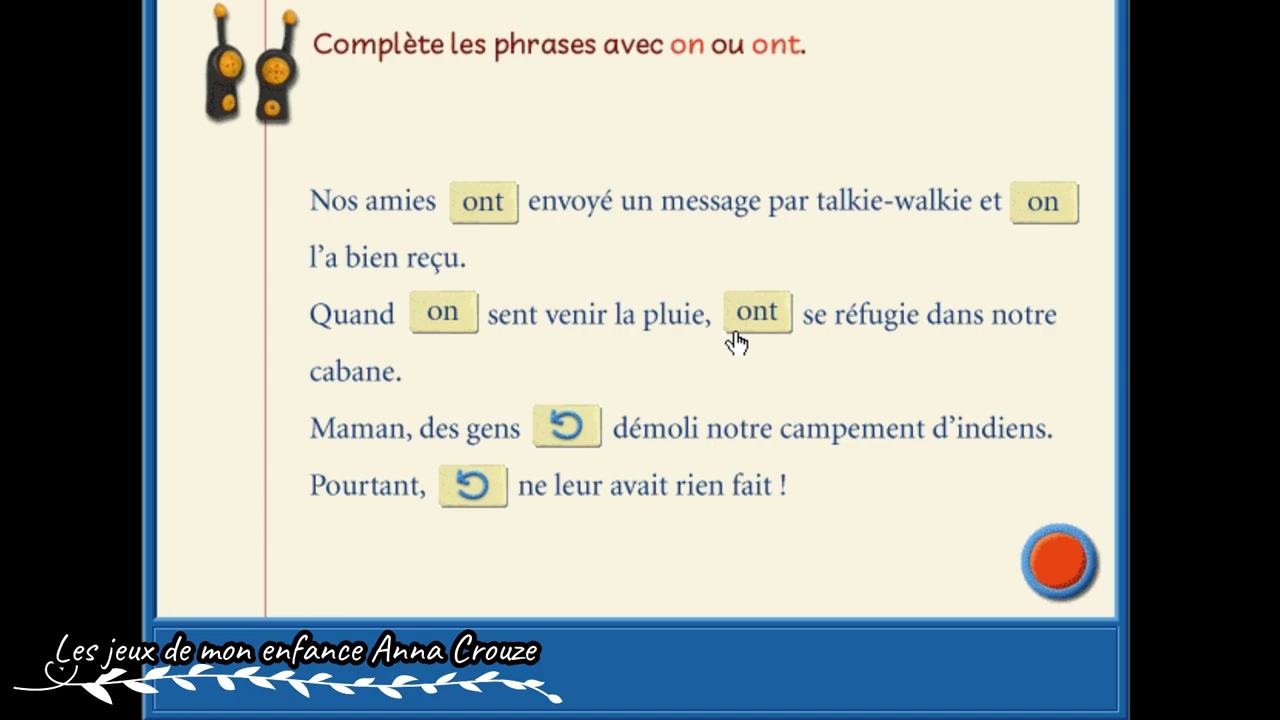 Complète les phrases avec on ou ont.
Nos amies ont envoyé un message par talkie-walkie et on
l’a bien reçu.
Quand on sent venir la pluie, ont se réfugie dans notre
cabane.
Maman, des gens démoli notre campement d’indiens.
Pourtant, ne leur avait rien fait !
Les jeux de mon enfance Anna Crouze